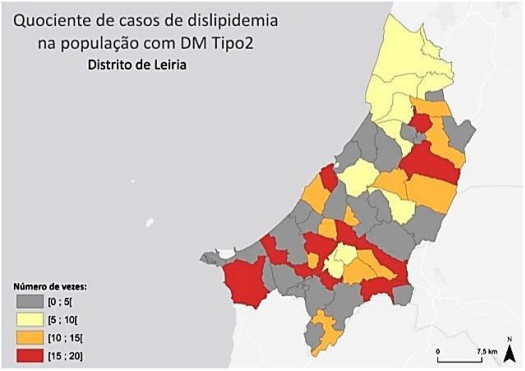 Quociente de casos de dislipidemia
na população com DM Tipo2
Distrito de Leiria
Número de vezes:
[0 ; 5[
[5 ; 10[
[10 ; 15[
[15 ; 20]
0
7,5 km
N